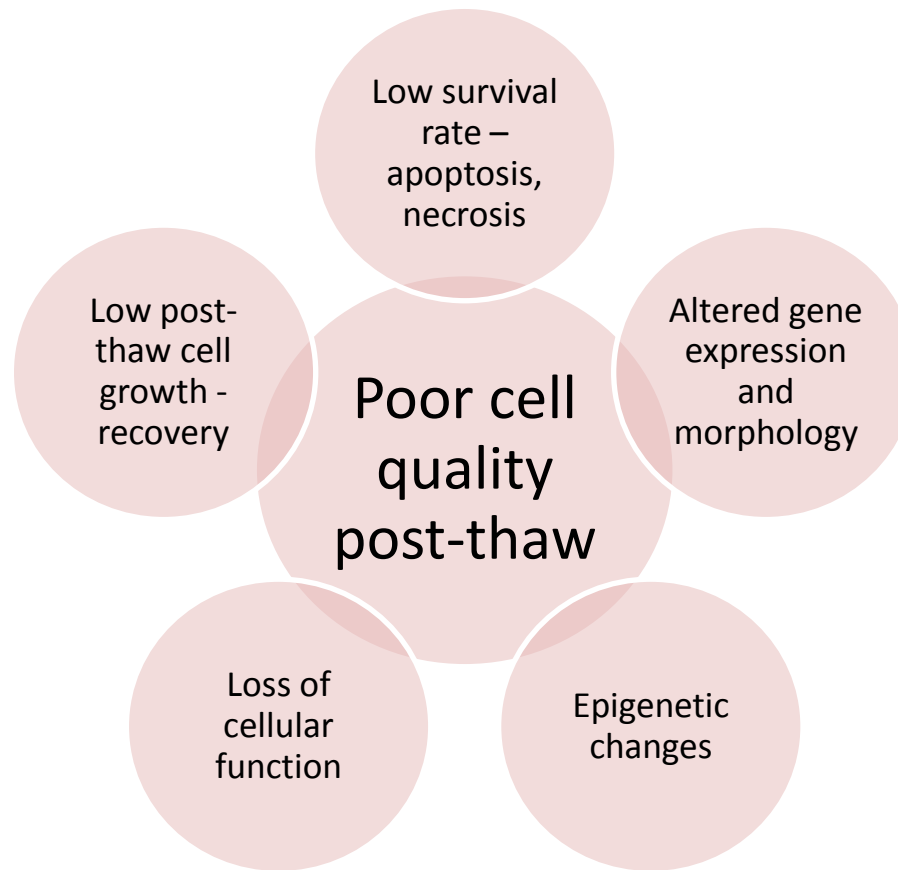 Low survival
rate –
apoptosis,
necrosis
Altered gene
expression
and
morphology
Epigenetic
changes
Loss of
cellular
function
Low post-
thaw cell
growth -
recovery
Poor cell
quality
post-thaw